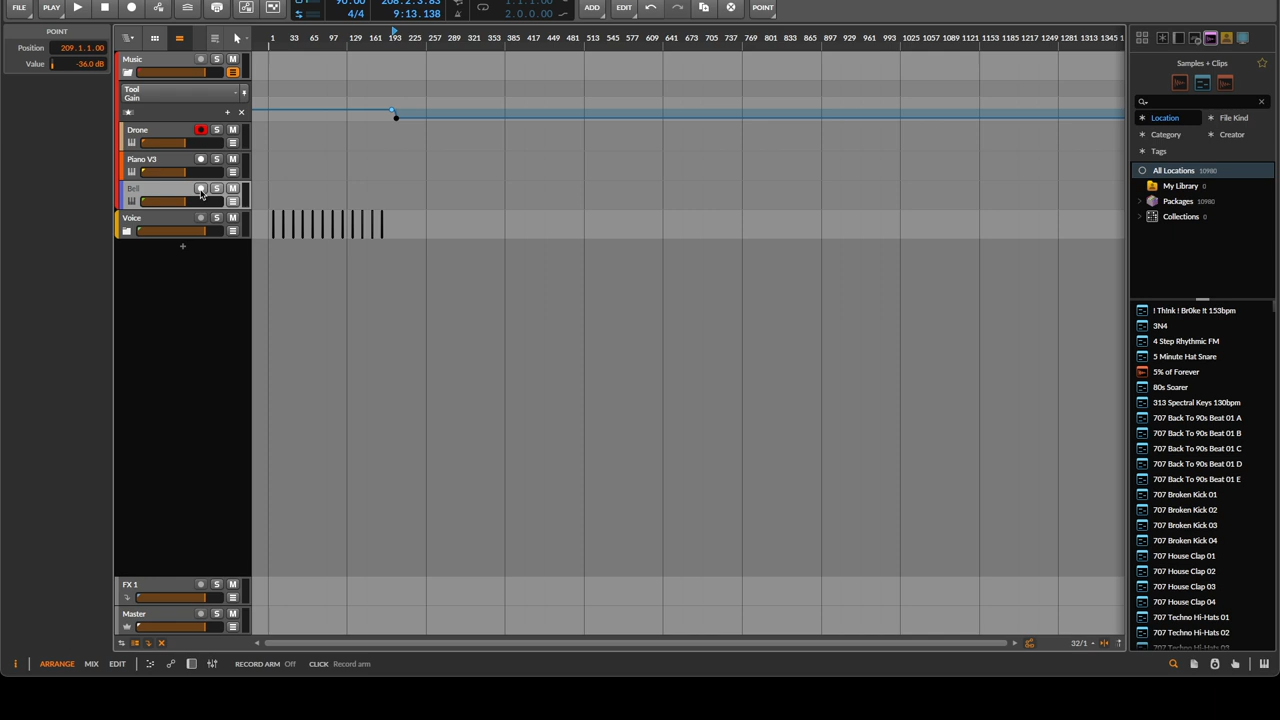 FILE PLAY ADD EDIT POINT
90.00 208.2.3.83 1.1.1.00
4/4 9:13.138 2.0.0.00
POINT
Position 209.1.1.00
Value -36.0 dB
1 33 65 97 129 161 193 225 257 289 321 353 385 417 449 481 513 545 577 609 641 673 705 737 769 801 833 865 897 929 961 993 1025 1057 1089 1121 1153 1185 1217 1249 1281 1313 1345
Music S M
Tool
Gain
Drone S M
Piano V3 S M
Bell S M
Voice S M
+
FX 1 S M
Master S M
32/1
Samples + Clips
Location File Kind
Category Creator
Tags
All Locations 10980
My Library 0
Packages 10980
Collections 0
! Th!nk ! Br0ke !t 153bpm
3N4
4 Step Rhythmic FM
5 Minute Hat Snare
5% of Forever
80s Soarer
313 Spectral Keys 130bpm
707 Back To 90s Beat 01 A
707 Back To 90s Beat 01 B
707 Back To 90s Beat 01 C
707 Back To 90s Beat 01 D
707 Back To 90s Beat 01 E
707 Broken Kick 01
707 Broken Kick 02
707 Broken Kick 03
707 Broken Kick 04
707 House Clap 01
707 House Clap 02
707 House Clap 03
707 House Clap 04
707 Techno Hi-Hats 01
707 Techno Hi-Hats 02
707 Techno Hi-Hats 03
i ARRANGE MIX EDIT RECORD ARM Off CLICK Record arm